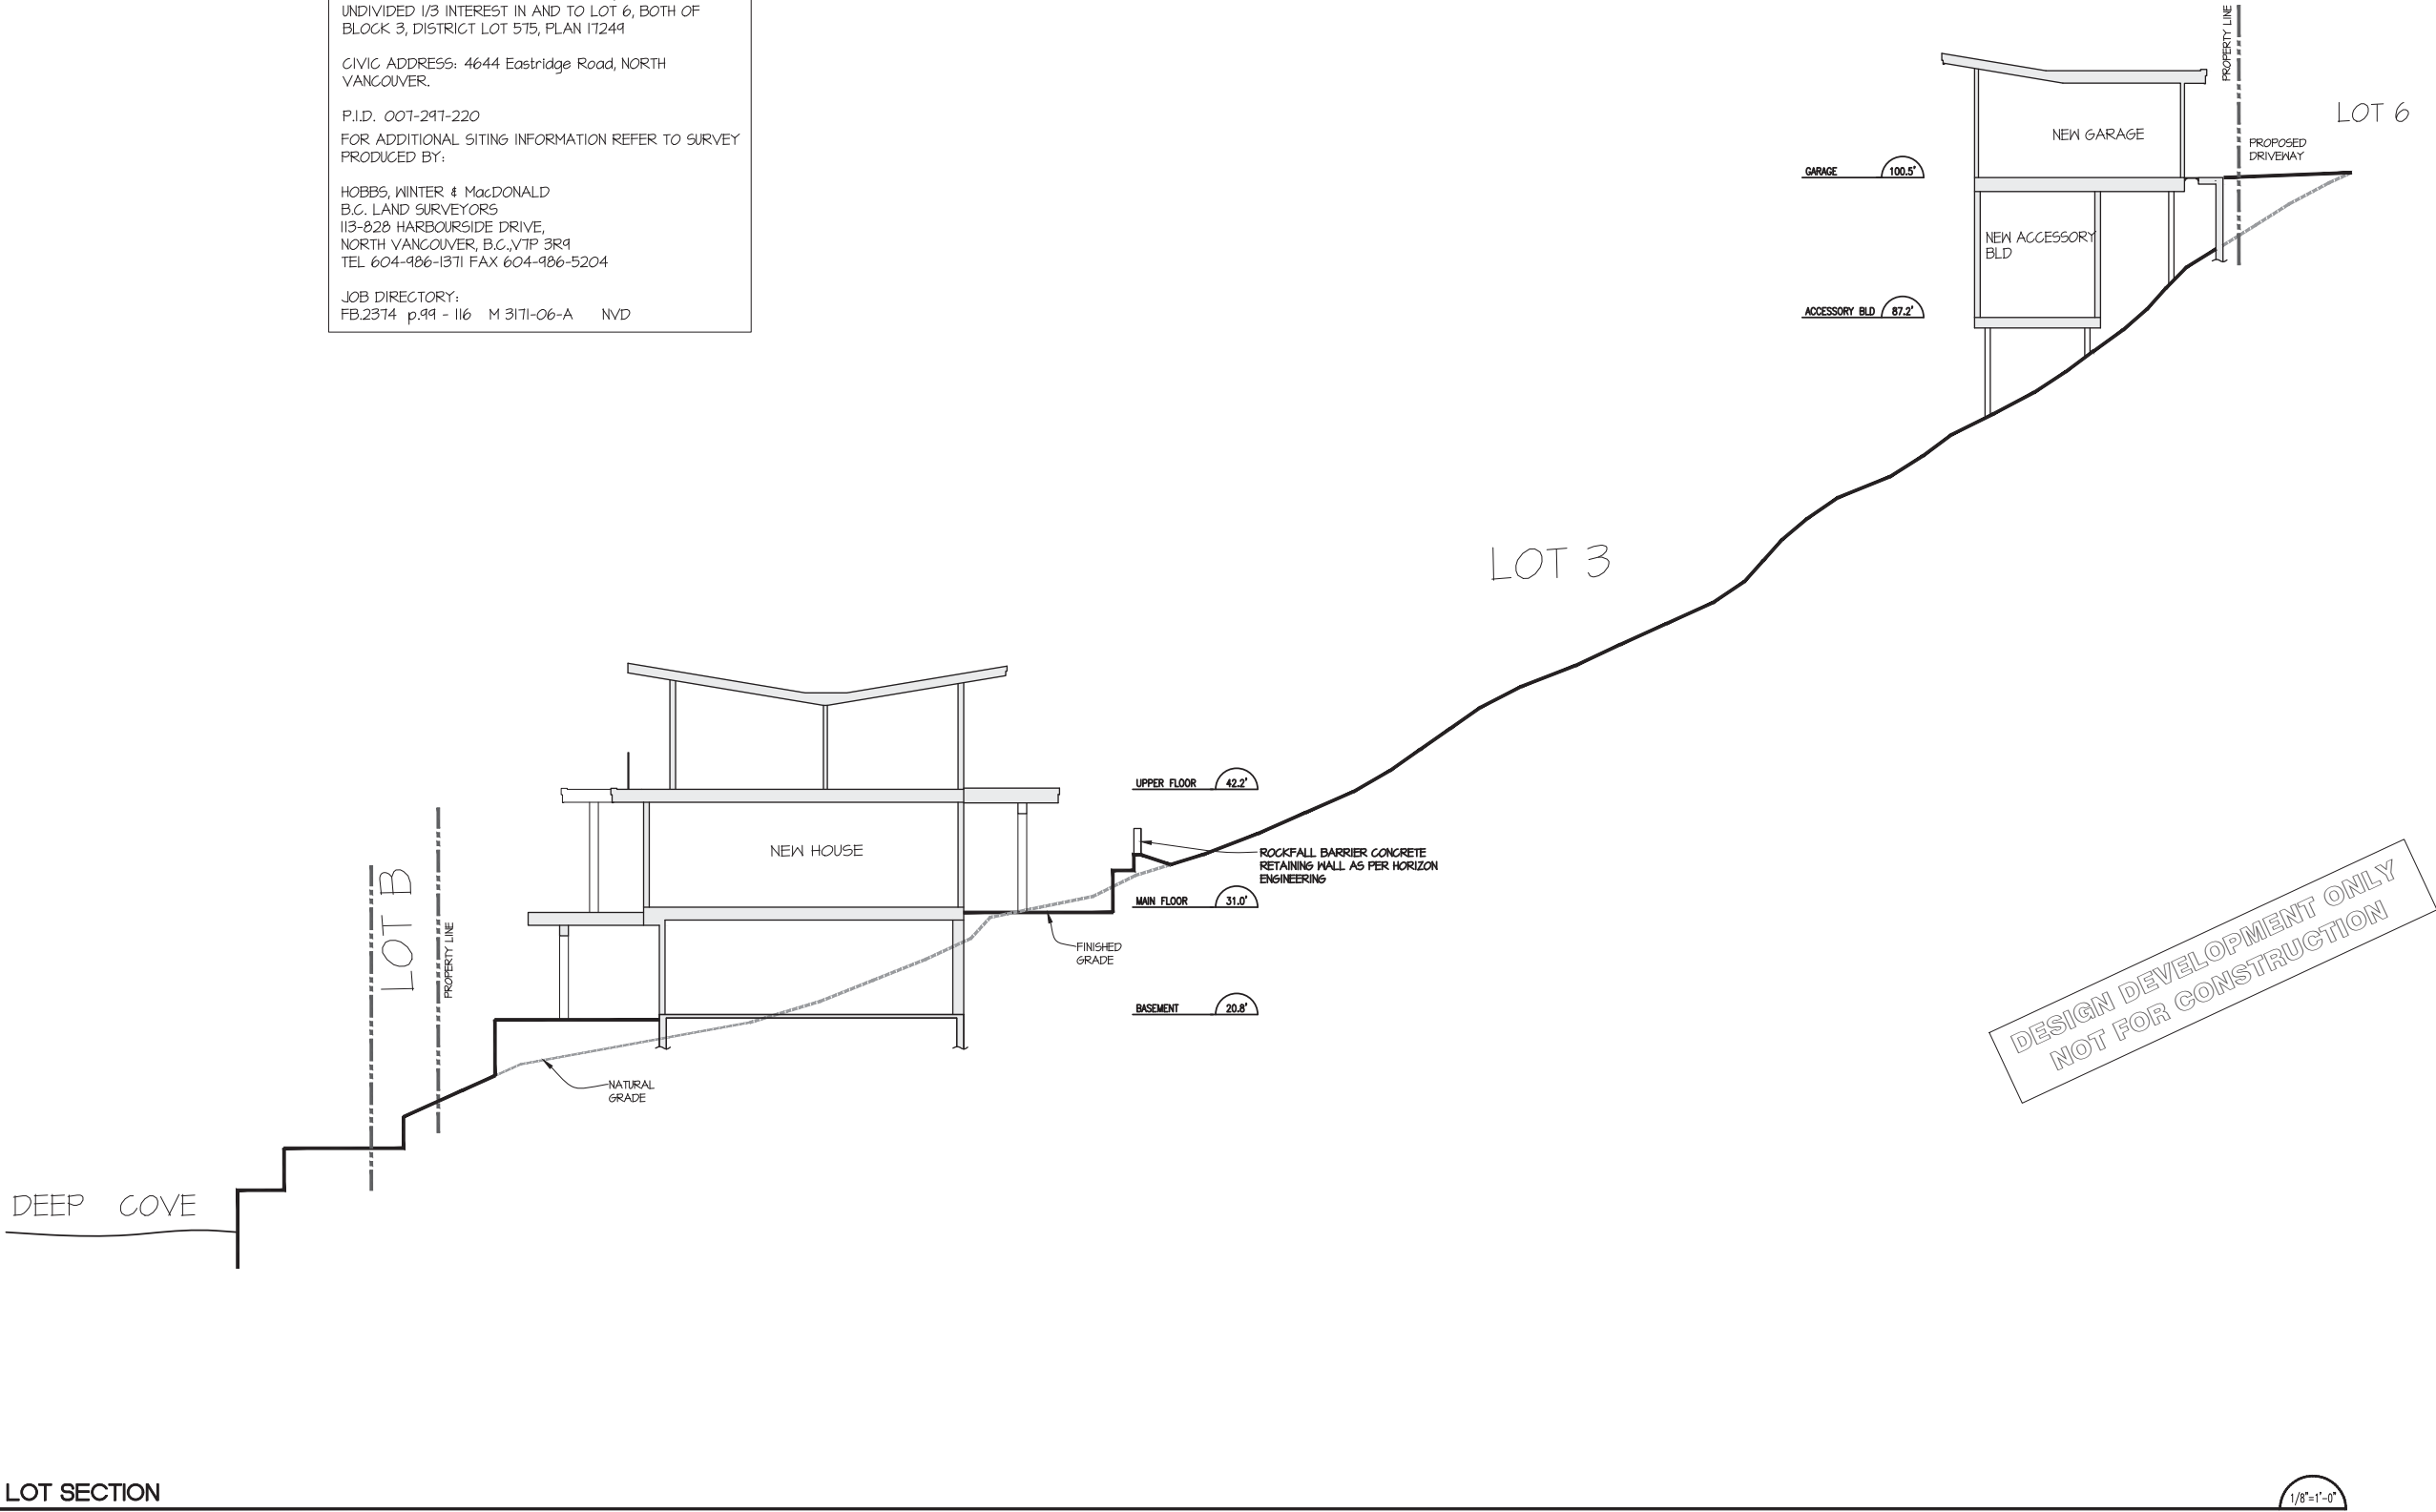 UNDIVIDED 1/3 INTEREST IN AND TO LOT 6, BOTH OF
BLOCK 3, DISTRICT LOT 575, PLAN 17249
CIVIC ADDRESS: 4644 Eastridge Road, NORTH
VANCOUVER.
P.I.D. 007-297-220
FOR ADDITIONAL SITING INFORMATION REFER TO SURVEY
PRODUCED BY:
HOBBS, WINTER & MacDONALD
B.C. LAND SURVEYORS
113-828 HARBOURSIDE DRIVE,
NORTH VANCOUVER, B.C.,V7P 3R9
TEL 604-986-1371 FAX 604-986-5204
JOB DIRECTORY:
FB.2374 p.99 - 116 M 3171-06-A NVD
PROPERTY LINE
LOT 6
NEW GARAGE
PROPOSED
DRIVEWAY
GARAGE 100.5'
NEW ACCESSORY
BLD
ACCESSORY BLD 87.2'
LOT 3
UPPER FLOOR 42.2'
NEW HOUSE
ROCKFALL BARRIER CONCRETE
RETAINING WALL AS PER HORIZON
ENGINEERING
MAIN FLOOR 31.0'
LOT B
PROPERTY LINE
FINISHED
GRADE
BASEMENT 20.8'
DESIGN DEVELOPMENT ONLY
NOT FOR CONSTRUCTION
NATURAL
GRADE
DEEP COVE
LOT SECTION
1/8"=1'-0"